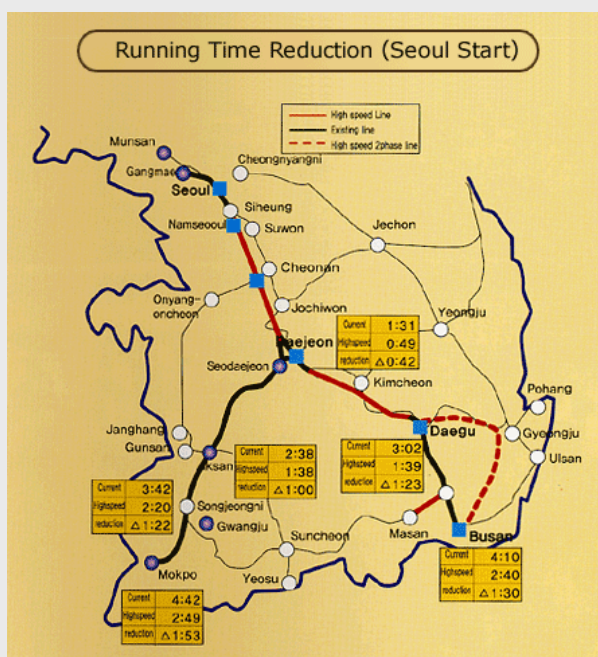 Running Time Reduction (Seoul Start)
High speed Line
Existing line
High speed 2phase line
Munsan
Gangmae
Cheongnyangni
Seoul
Siheung
Namseooul
Suwon
Jechon
Cheonan
Onyang-
oncheon
Jochiwon
Yeongju
Current 1:31
Highspeed 0:49
reduction △0:42
Daejeon
Seodaejeon
Kimcheon
Pohang
Janghang
Gunsan
Daegu
Gyeongju
Ulsan
Iksan
Current 2:38
Highspeed 1:38
reduction △1:00
Current 3:02
Highspeed 1:39
reduction △1:23
Current 3:42
Highspeed 2:20
reduction △1:22
Songjeongni
Gwangju
Masan
Busan
Suncheon
Mokpo
Yeosu
Current 4:10
Highspeed 2:40
reduction △1:30
Current 4:42
Highspeed 2:49
reduction △1:53